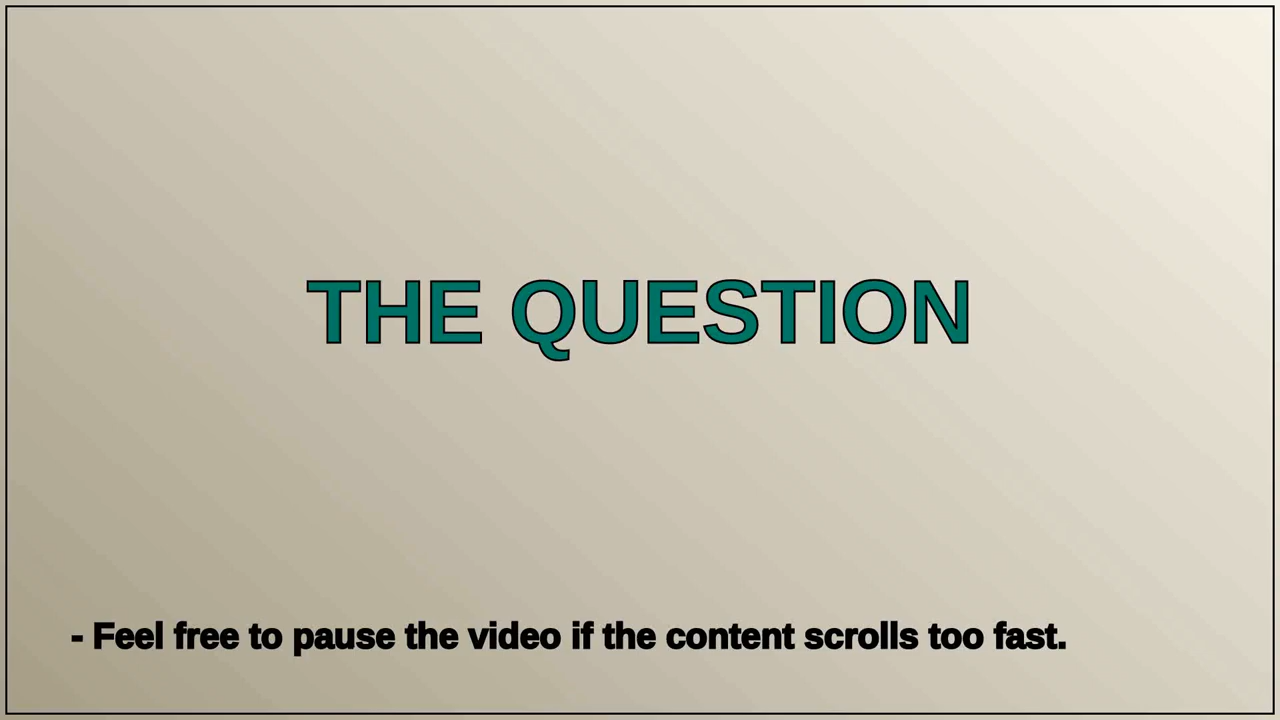 THE QUESTION
- Feel free to pause the video if the content scrolls too fast.